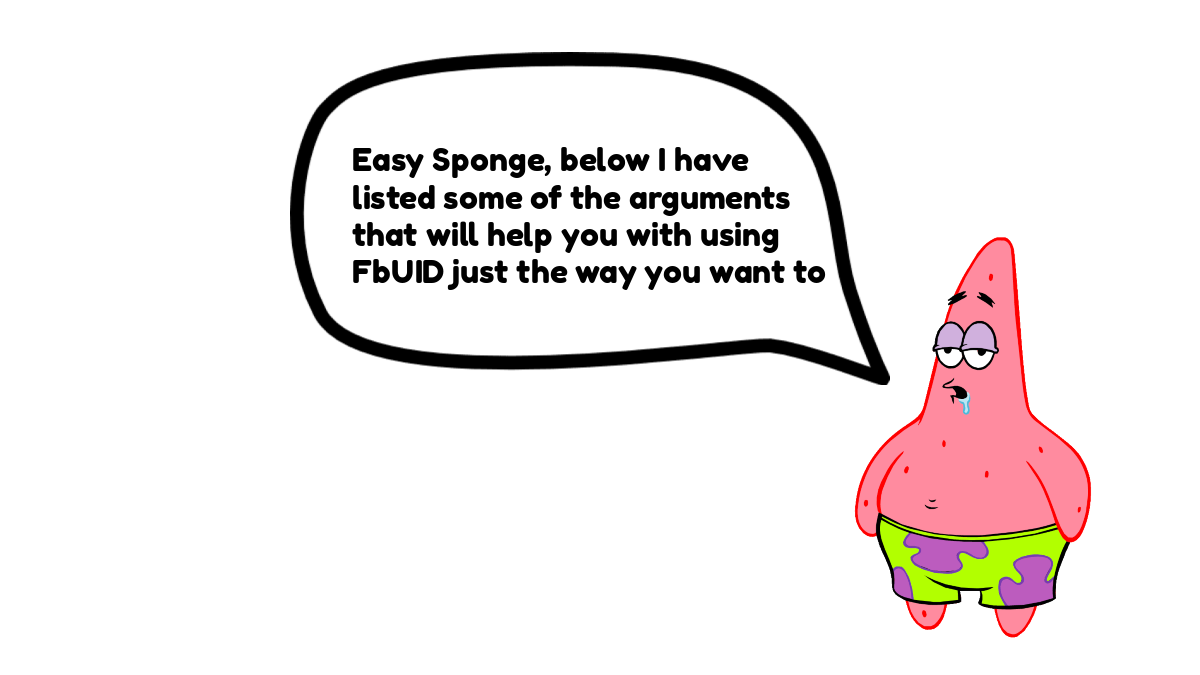 Easy Sponge, below I have
listed some of the arguments
that will help you with using
FbUID just the way you want to